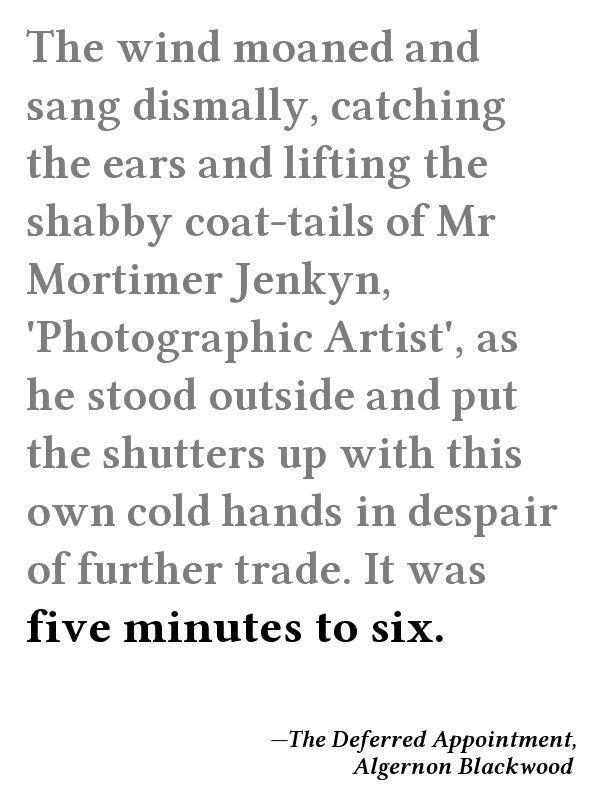 The wind moaned and
sang dismally, catching
the ears and lifting the
shabby coat-tails of Mr
Mortimer Jenkyn,
'Photographic Artist', as
he stood outside and put
the shutters up with this
own cold hands in despair
of further trade. It was
five minutes to six.
—The Deferred Appointment,
Algernon Blackwood